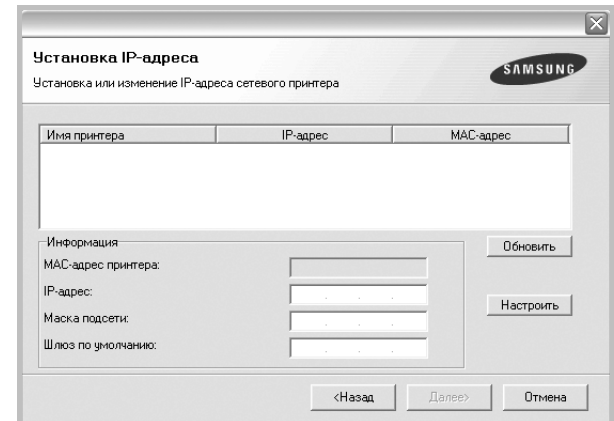 Установка IP-адреса
Установка или изменение IP-адреса сетевого принтера
SAMSUNG
Имя принтера IP-адрес MAC-адрес
Информация
Обновить
MAC-адрес принтера:
IP-адрес:
Настроить
Маска подсети:
Шлюз по умолчанию:
<Назад Далее> Отмена